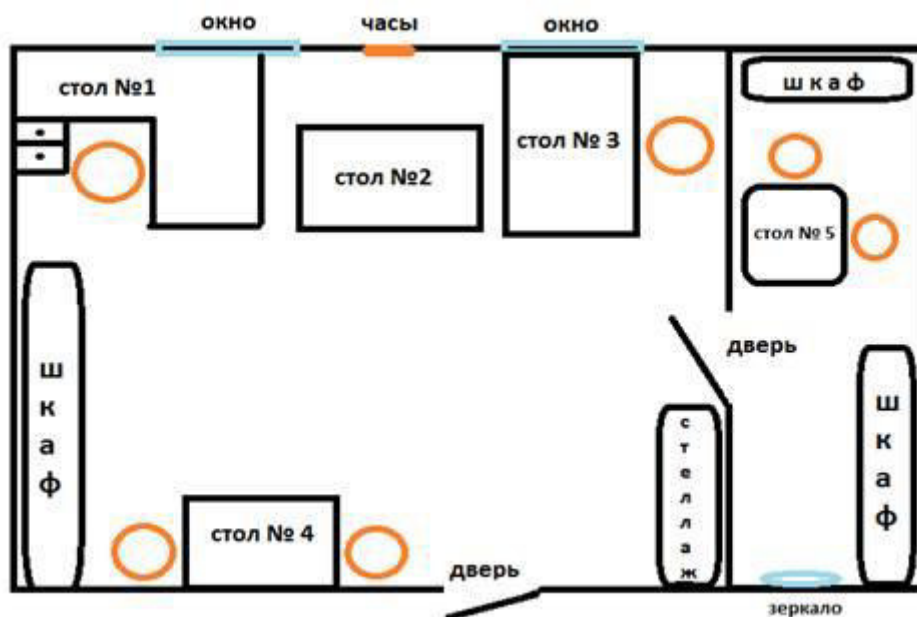 окно
часы
окно
стол №1
стол №2
стол № 3
ш к а ф
стол № 5
дверь
шкаф
шкаф
стеллаж
стол № 4
дверь
зеркало